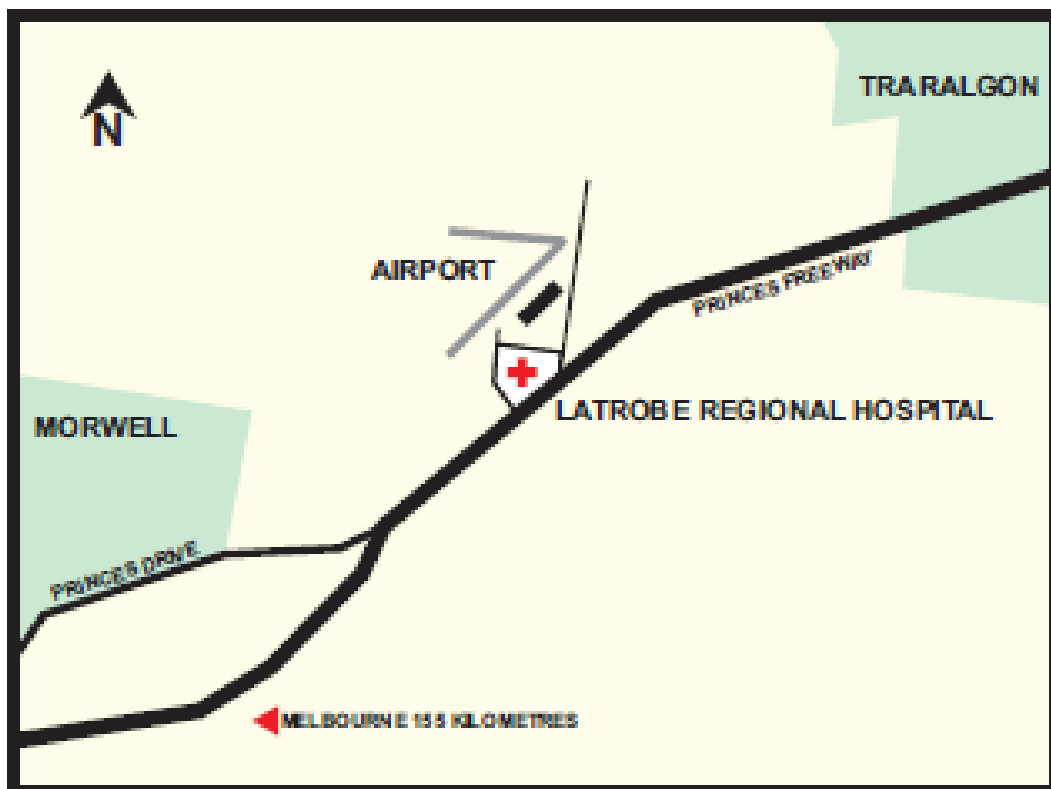 TRARALGON
N
AIRPORT
PRINCES FREEWAY
LATROBE REGIONAL HOSPITAL
MORWELL
PRINCES DRIVE
MELBOURNE 155 KILOMETRES